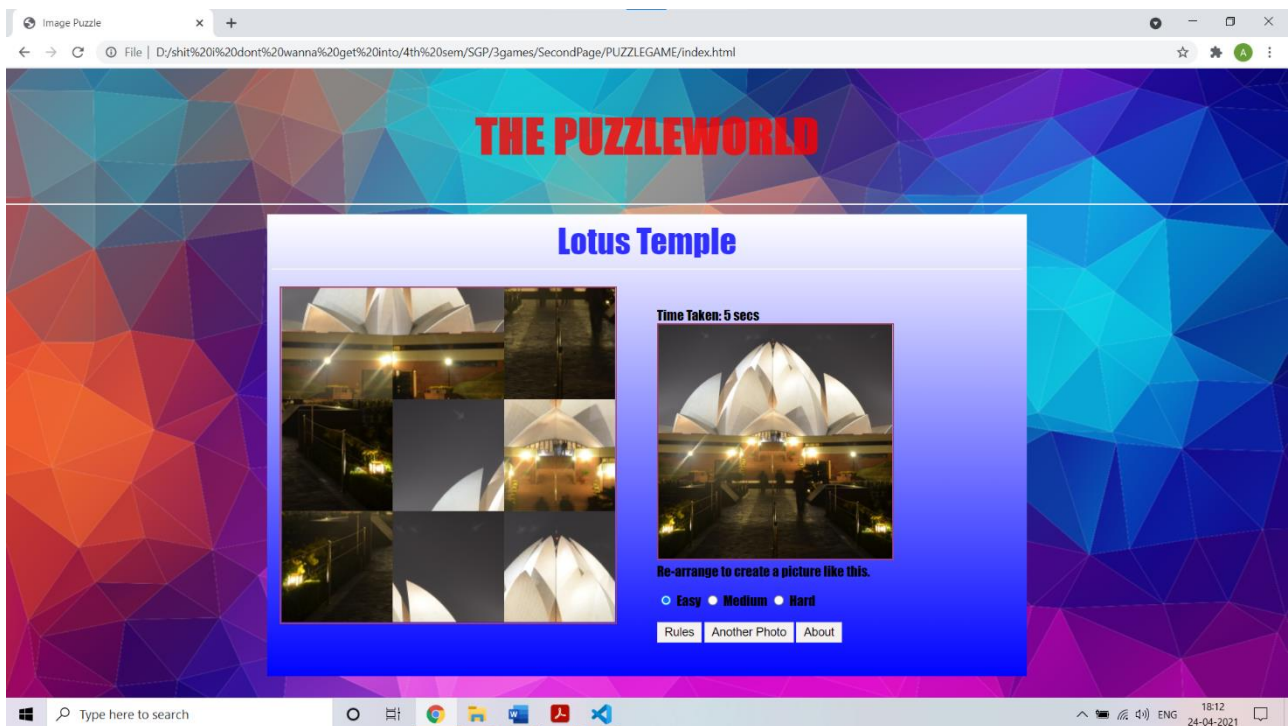 Image Puzzle
File | D:/shit%20i%20dont%20wanna%20get%20into/4th%20sem/SGP/3games/SecondPage/PUZZLEGAME/index.html
A
THE PUZZLEWORLD
Lotus Temple
Time Taken: 5 secs
Re-arrange to create a picture like this.
Easy Medium Hard
Rules Another Photo About
Type here to search
ENG
18:12
24-04-2021